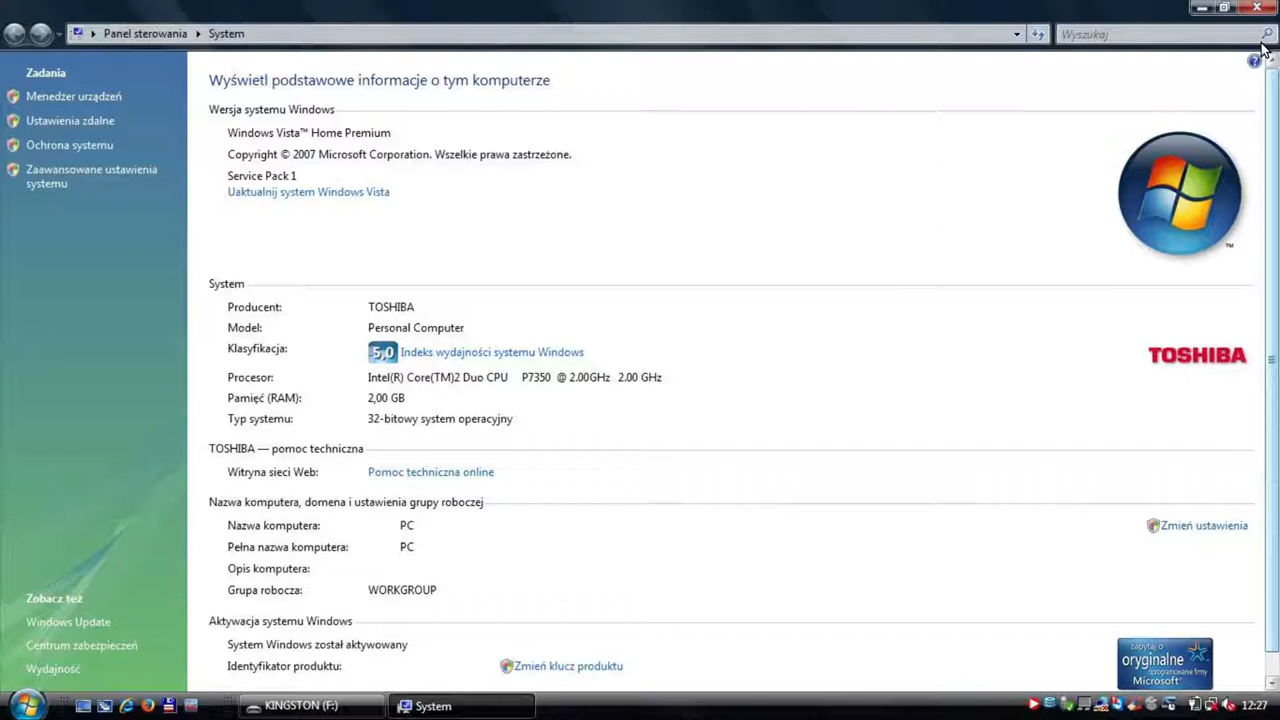 Panel sterowania System
Wyszukaj
Zadania
Menedżer urządzeń
Ustawienia zdalne
Ochrona systemu
Zaawansowane ustawienia
systemu
Wyświetl podstawowe informacje o tym komputerze
Wersja systemu Windows
Windows Vista™ Home Premium
Copyright © 2007 Microsoft Corporation. Wszelkie prawa zastrzeżone.
Service Pack 1
Uaktualnij system Windows Vista
TM
System
Producent: TOSHIBA
Model: Personal Computer
Klasyfikacja: 5,0 Indeks wydajności systemu Windows
TOSHIBA
Procesor: Intel(R) Core(TM)2 Duo CPU P7350 @ 2.00GHz 2.00 GHz
Pamięć (RAM): 2,00 GB
Typ systemu: 32-bitowy system operacyjny
TOSHIBA — pomoc techniczna
Witryna sieci Web: Pomoc techniczna online
Nazwa komputera, domena i ustawienia grupy roboczej
Nazwa komputera: PC
Zmień ustawienia
Pełna nazwa komputera: PC
Opis komputera:
Grupa robocza: WORKGROUP
Aktywacja systemu Windows
System Windows został aktywowany
Identyfikator produktu: Zmień klucz produktu
zapytaj o
oryginalne
oprogramowanie firmy
Microsoft
Zobacz też
Windows Update
Centrum zabezpieczeń
Wydajność
KINGSTON (F:)
System
12:27